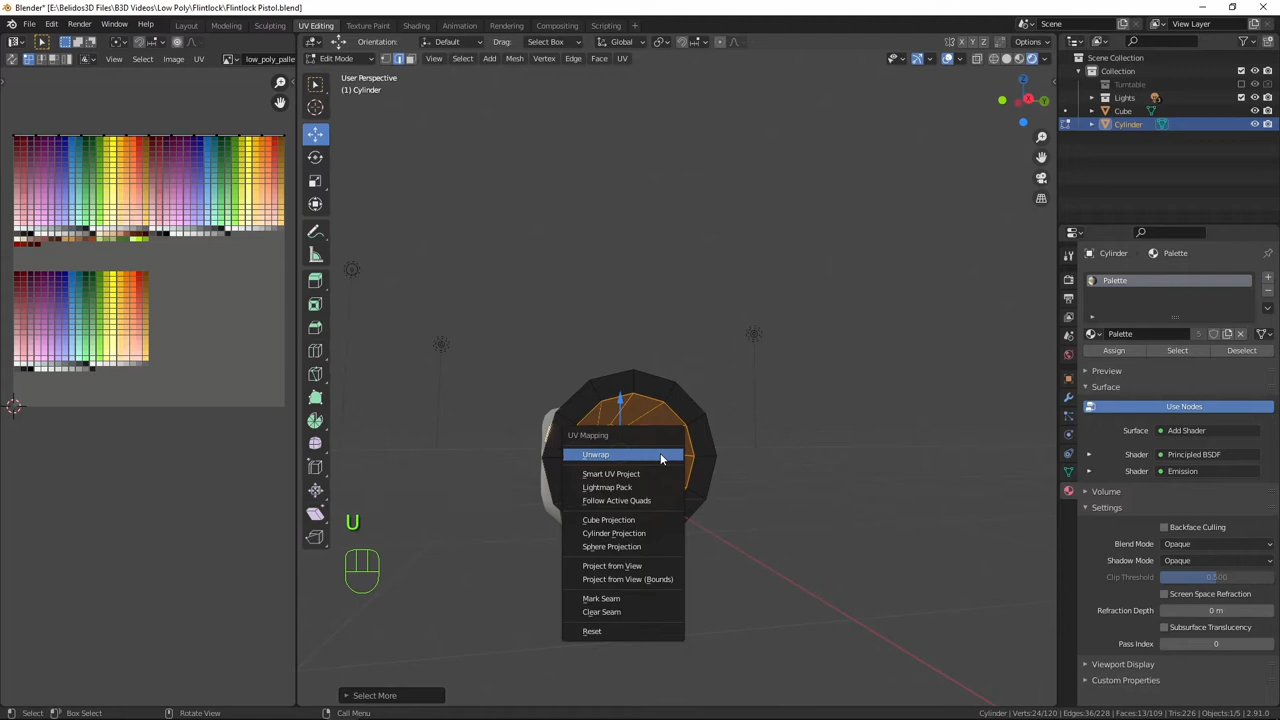 Blender* [E:\Belidos3D Videos\Low Poly\Flintlock\Flintlock Pistol.blend]
File Edit Render Window Help Layout Modeling Sculpting UV Editing Texture Paint Shading Animation Rendering Compositing Scripting + Scene View Layer
Orientation: Default Drag: Select Box Global X Y Z Options
View Select Image UV low_poly_palle Edit Mode View Select Add Mesh Vertex Edge Face UV
User Perspective
(1) Cylinder
Scene Collection
Collection
Turntable
Lights
Cube
Cylinder
Cylinder Palette
Palette
Palette 5
Assign Select Deselect
Preview
Surface
Use Nodes
Surface Add Shader
Shader Principled BSDF
Shader Emission
Volume
Settings
Backface Culling
Blend Mode Opaque
Shadow Mode Opaque
Clip Threshold 0.500
Screen Space Refraction
Refraction Depth 0 m
Subsurface Translucency
Pass Index 0
Viewport Display
Custom Properties
UV Mapping
Unwrap
Smart UV Project
Lightmap Pack
Follow Active Quads
Cube Projection
Cylinder Projection
Sphere Projection
Project from View
Project from View (Bounds)
Mark Seam
Clear Seam
Reset
U
Select More
Select Box Select Rotate View Call Menu Cylinder | Verts:24/120 | Edges:36/228 | Faces:13/109 | Tris:226 | Objects:1/5 | 2.91.0